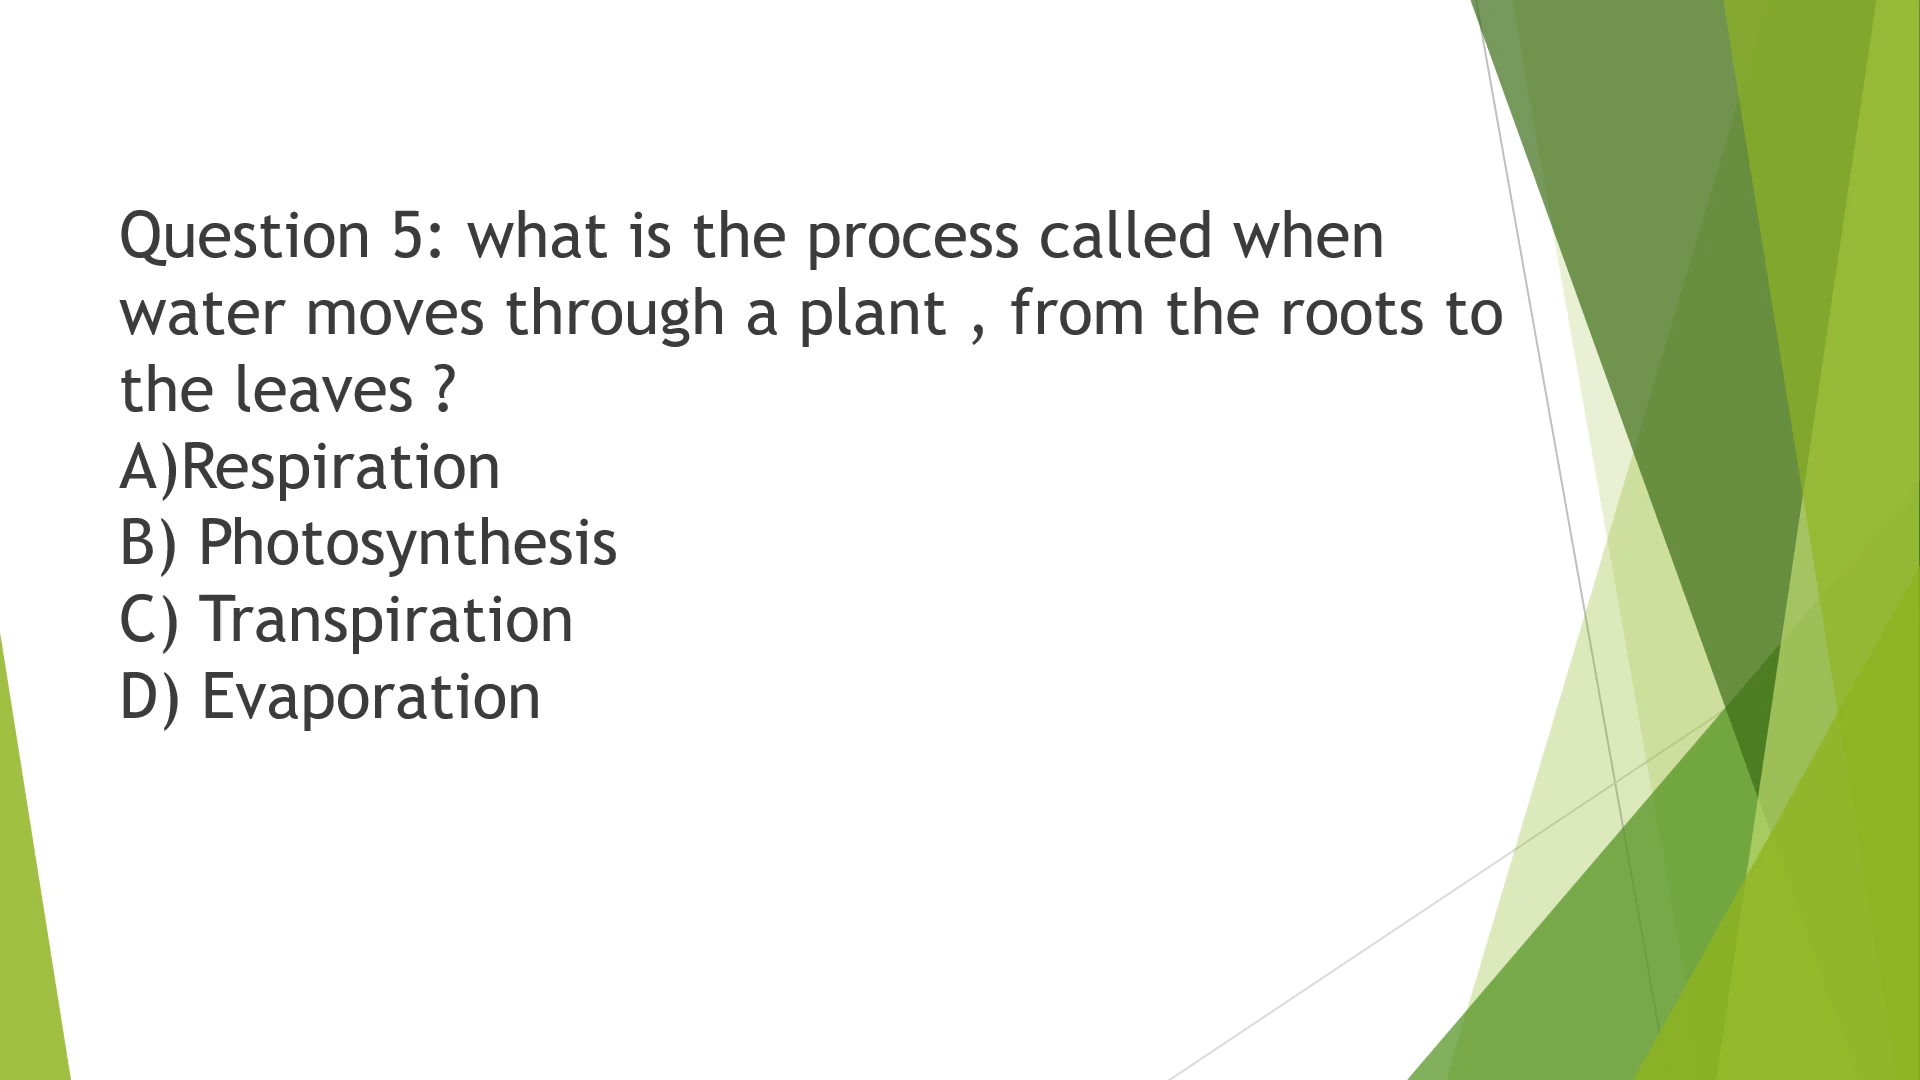 Question 5: what is the process called when
water moves through a plant , from the roots to
the leaves ?
A)Respiration
B) Photosynthesis
C) Transpiration
D) Evaporation